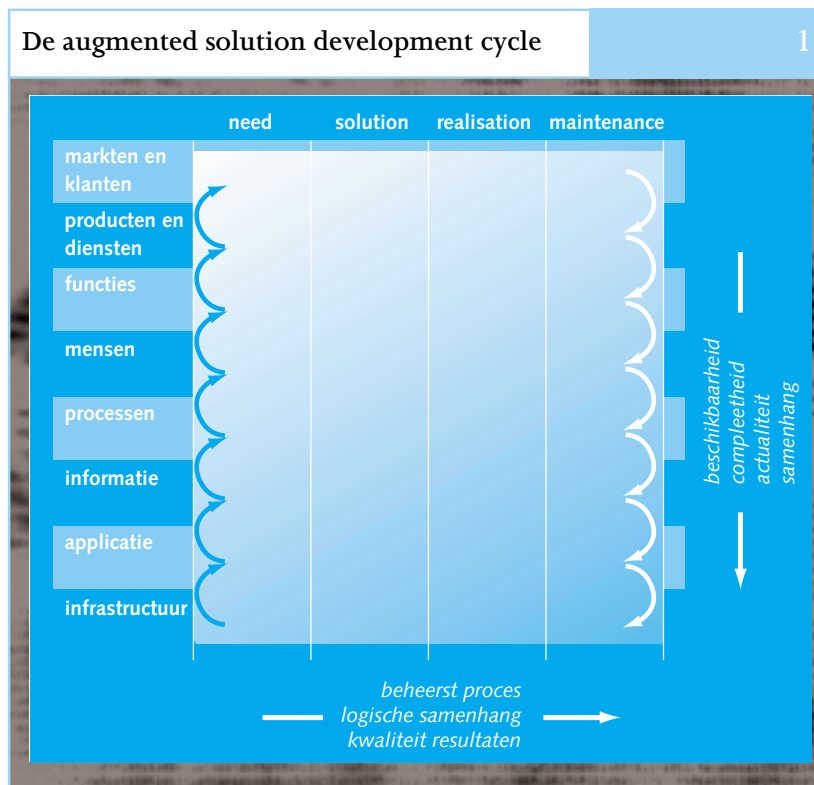 De augmented solution development cycle 1
need solution realisation maintenance
markten en
klanten
producten en
diensten
functies
mensen
processen
informatie
applicatie
infrastructuur
beschikbaarheid
compleetheid
actualiteit
samenhang
beheerst proces
logische samenhang
kwaliteit resultaten